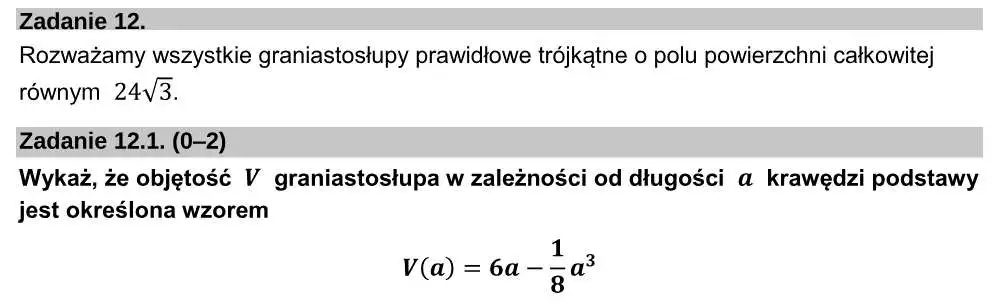 Zadanie 12.
Rozważamy wszystkie graniastosłupy prawidłowe trójkątne o polu powierzchni całkowitej
równym 24√3.
Zadanie 12.1. (0–2)
Wykaż, że objętość V graniastosłupa w zależności od długości a krawędzi podstawy
jest określona wzorem
V(a) = 6a − 1/8 a³